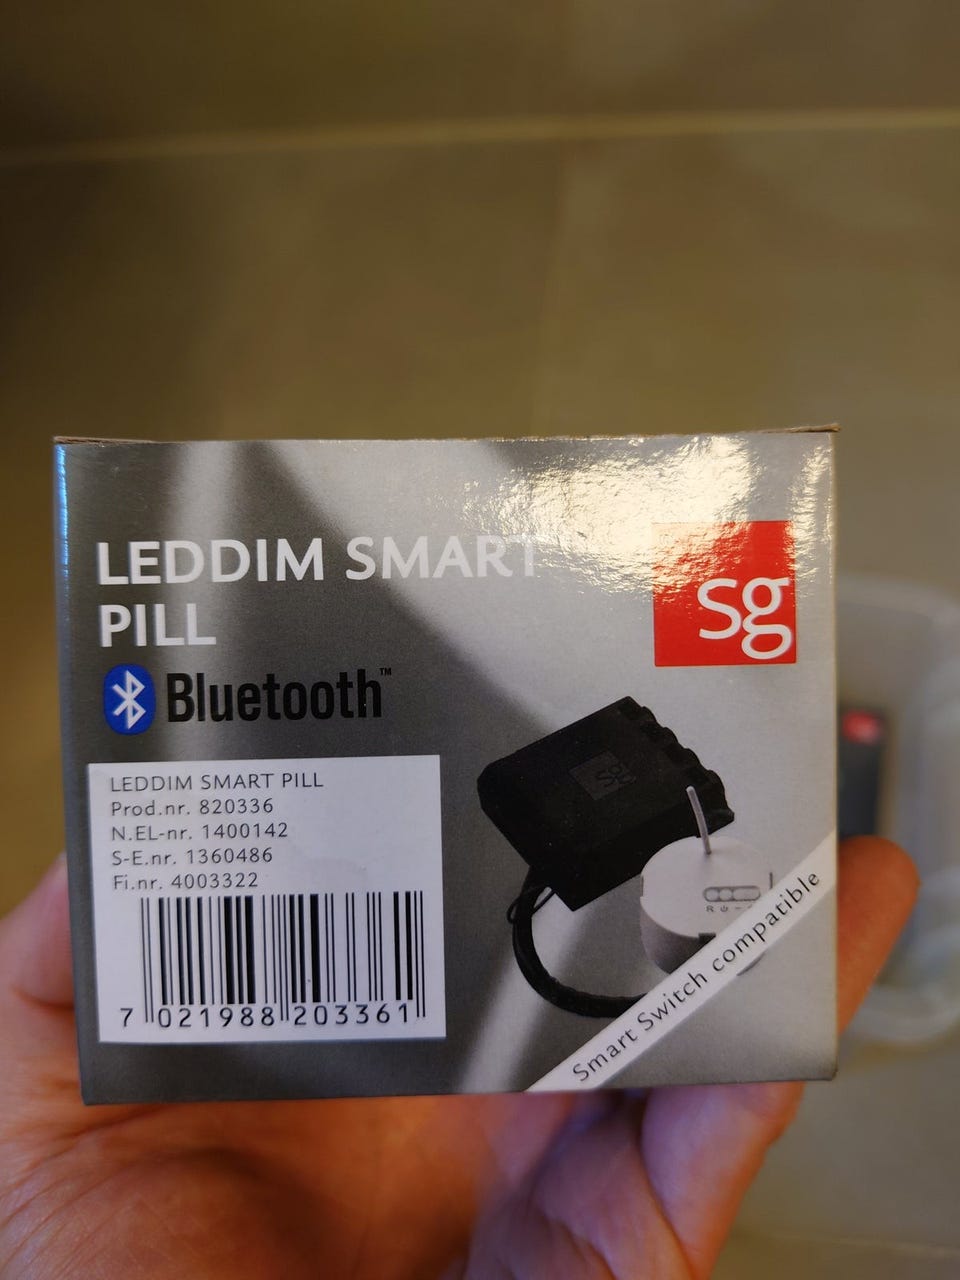 LEDDIM SMART
PILL
Sg
Bluetooth™
LEDDIM SMART PILL
Prod.nr. 820336
N.EL-nr. 1400142
S-E.nr. 1360486
Fi.nr. 4003322
7 021988 203361
Sg
R
Smart Switch compatible